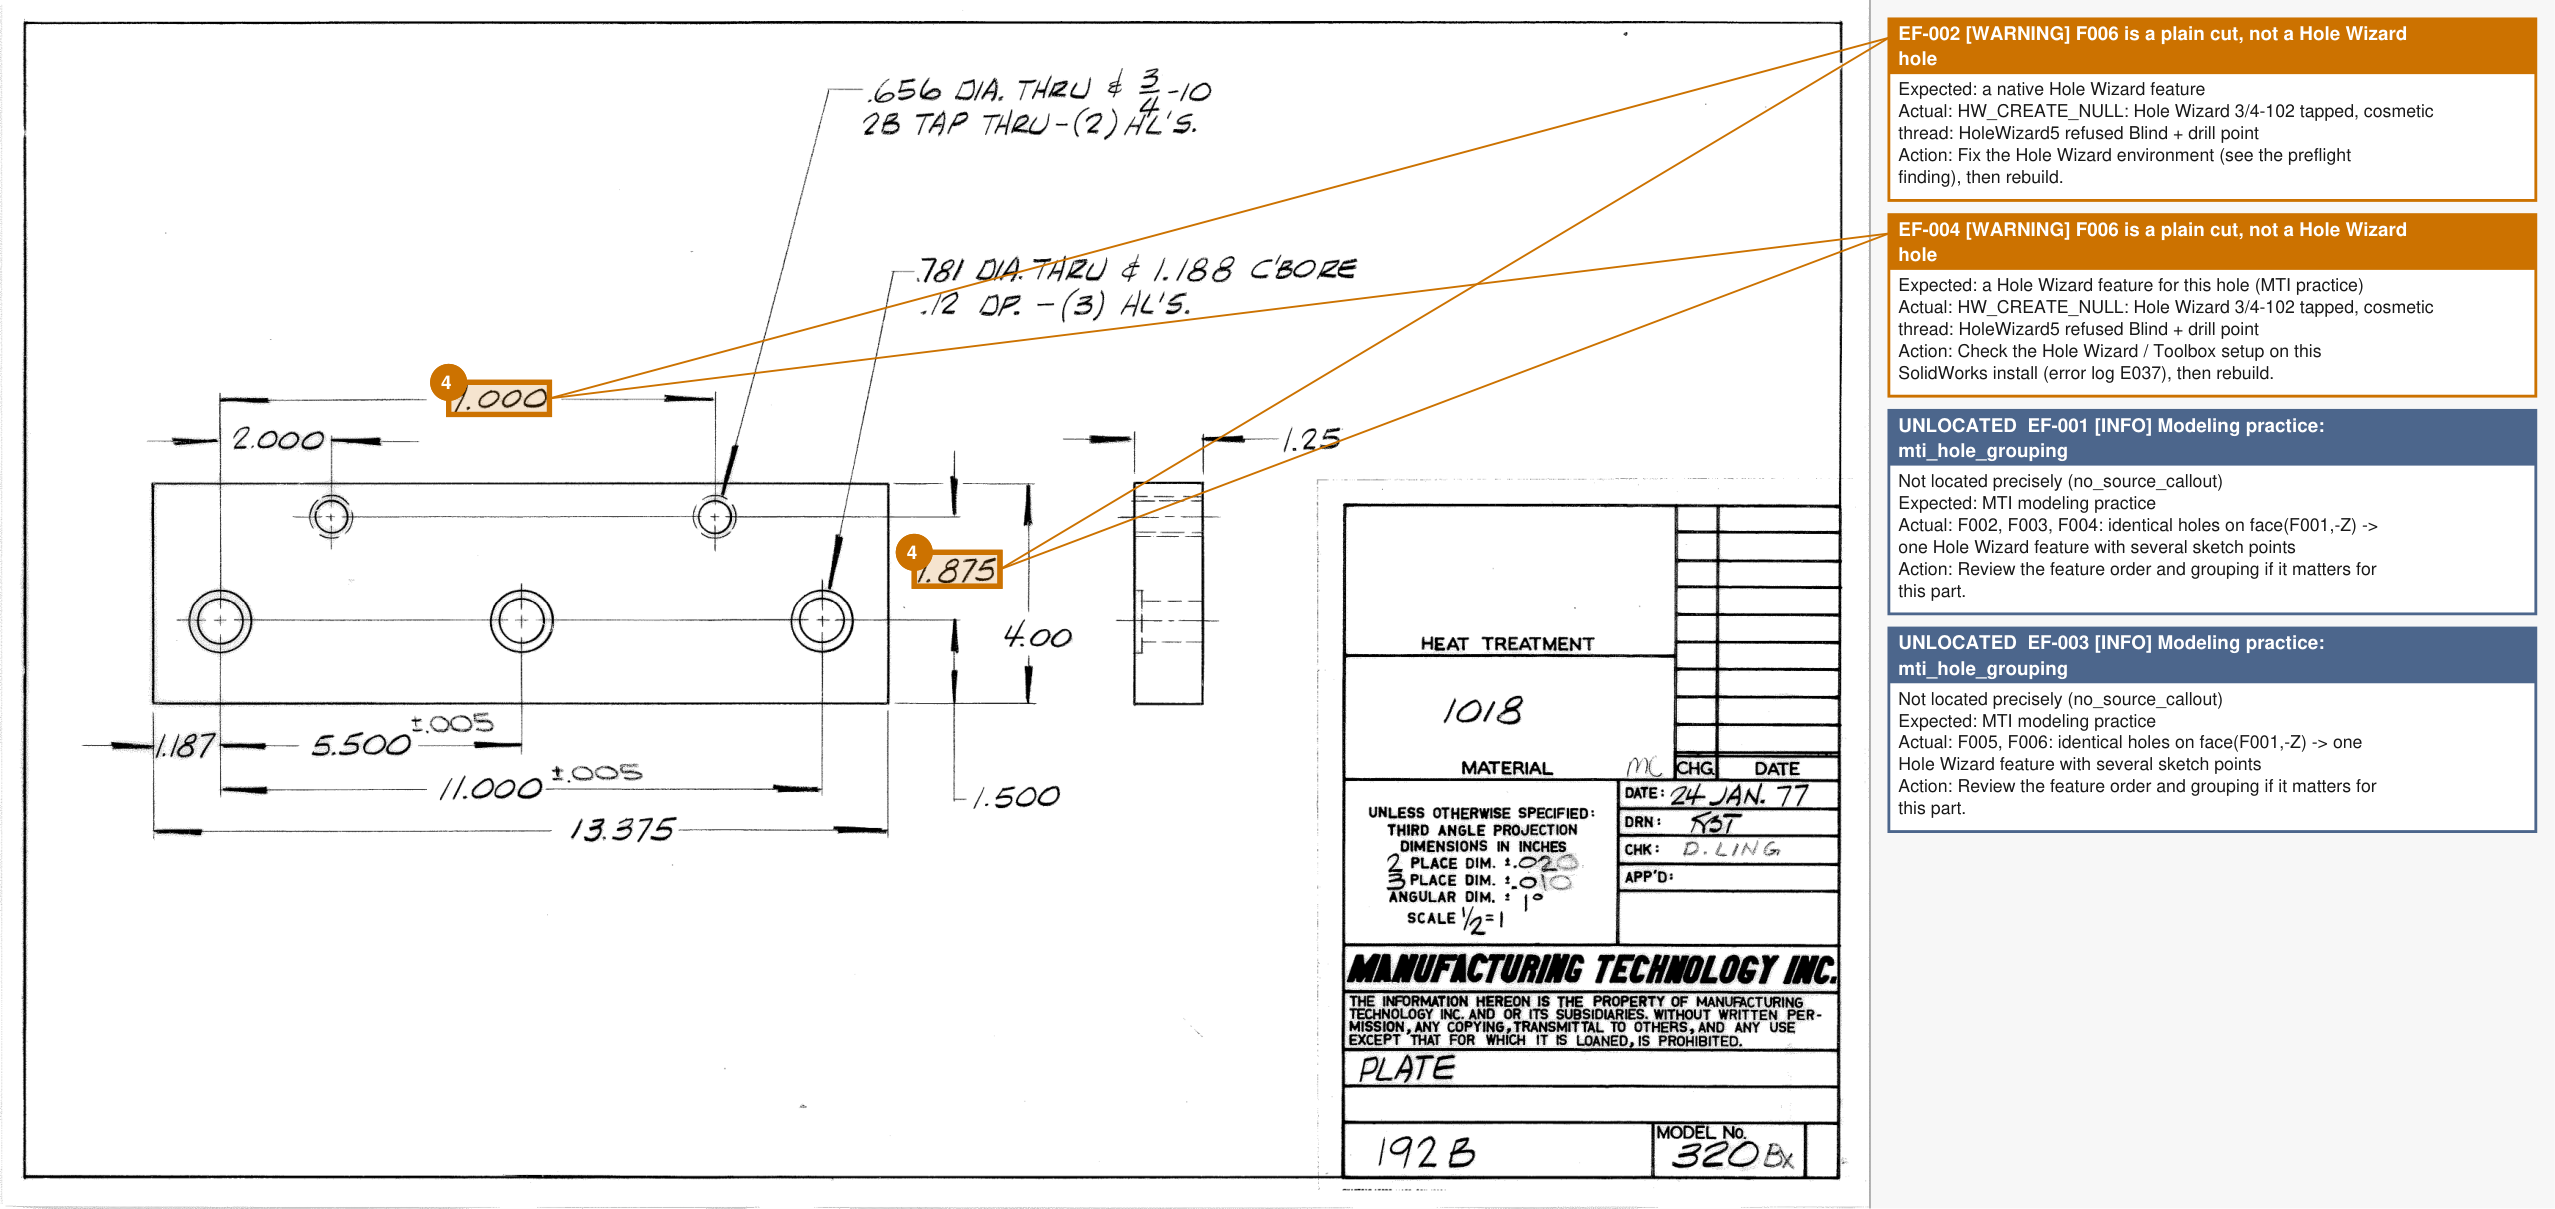 .656 DIA. THRU & 3/4-10
2B TAP THRU-(2) HL'S.
.781 DIA. THRU & 1.188 C'BORE
.12 DP. -(3) HL'S.
4
1.000
2.000
1.25
4
1.875
4.00
±.005
1.187
5.500
±.005
11.000
1.500
13.375
HEAT TREATMENT
1018
MATERIAL
MC
CHG.
DATE
UNLESS OTHERWISE SPECIFIED:
THIRD ANGLE PROJECTION
DIMENSIONS IN INCHES
2 PLACE DIM. ±.020
3 PLACE DIM. ±.010
ANGULAR DIM. ± 1°
SCALE 1/2=1
DATE: 24 JAN. 77
DRN:
CHK: D. LING
APP'D:
MANUFACTURING TECHNOLOGY INC.
THE INFORMATION HEREON IS THE PROPERTY OF MANUFACTURING
TECHNOLOGY INC. AND OR ITS SUBSIDIARIES. WITHOUT WRITTEN PER-
MISSION, ANY COPYING, TRANSMITTAL TO OTHERS, AND ANY USE
EXCEPT THAT FOR WHICH IT IS LOANED, IS PROHIBITED.
PLATE
192B
MODEL No.
320 Bx
EF-002 [WARNING] F006 is a plain cut, not a Hole Wizard
hole
Expected: a native Hole Wizard feature
Actual: HW_CREATE_NULL: Hole Wizard 3/4-102 tapped, cosmetic
thread: HoleWizard5 refused Blind + drill point
Action: Fix the Hole Wizard environment (see the preflight
finding), then rebuild.
EF-004 [WARNING] F006 is a plain cut, not a Hole Wizard
hole
Expected: a Hole Wizard feature for this hole (MTI practice)
Actual: HW_CREATE_NULL: Hole Wizard 3/4-102 tapped, cosmetic
thread: HoleWizard5 refused Blind + drill point
Action: Check the Hole Wizard / Toolbox setup on this
SolidWorks install (error log E037), then rebuild.
UNLOCATED EF-001 [INFO] Modeling practice:
mti_hole_grouping
Not located precisely (no_source_callout)
Expected: MTI modeling practice
Actual: F002, F003, F004: identical holes on face(F001,-Z) ->
one Hole Wizard feature with several sketch points
Action: Review the feature order and grouping if it matters for
this part.
UNLOCATED EF-003 [INFO] Modeling practice:
mti_hole_grouping
Not located precisely (no_source_callout)
Expected: MTI modeling practice
Actual: F005, F006: identical holes on face(F001,-Z) -> one
Hole Wizard feature with several sketch points
Action: Review the feature order and grouping if it matters for
this part.